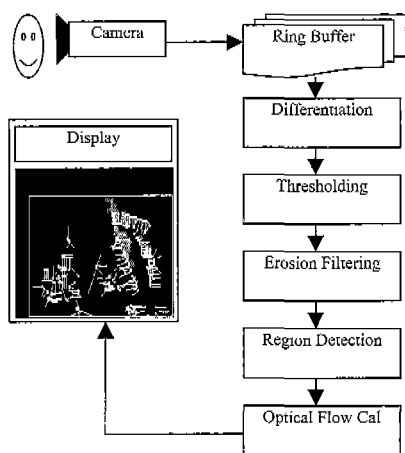 Camera
Ring Buffer
Differentiation
Display
Thresholding
Erosion Filtering
Region Detection
Optical Flow Cal